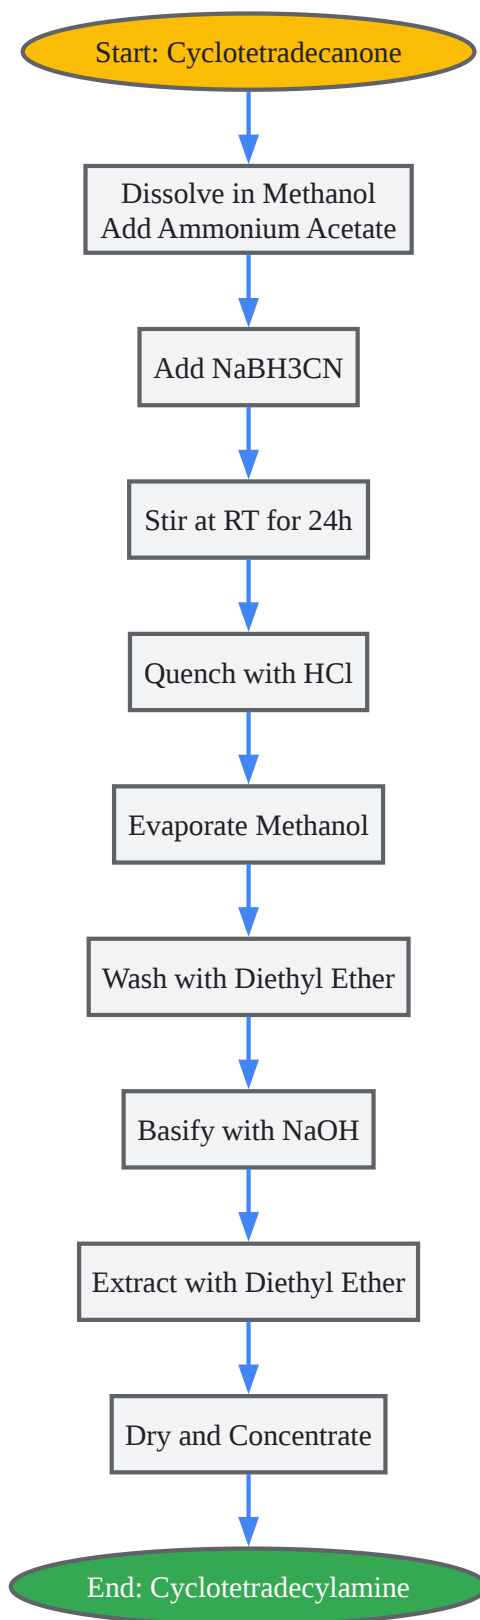 Start: Cyclotetradecanone
Dissolve in Methanol
Add Ammonium Acetate
Add NaBH3CN
Stir at RT for 24h
Quench with HCl
Evaporate Methanol
Wash with Diethyl Ether
Basify with NaOH
Extract with Diethyl Ether
Dry and Concentrate
End: Cyclotetradecylamine